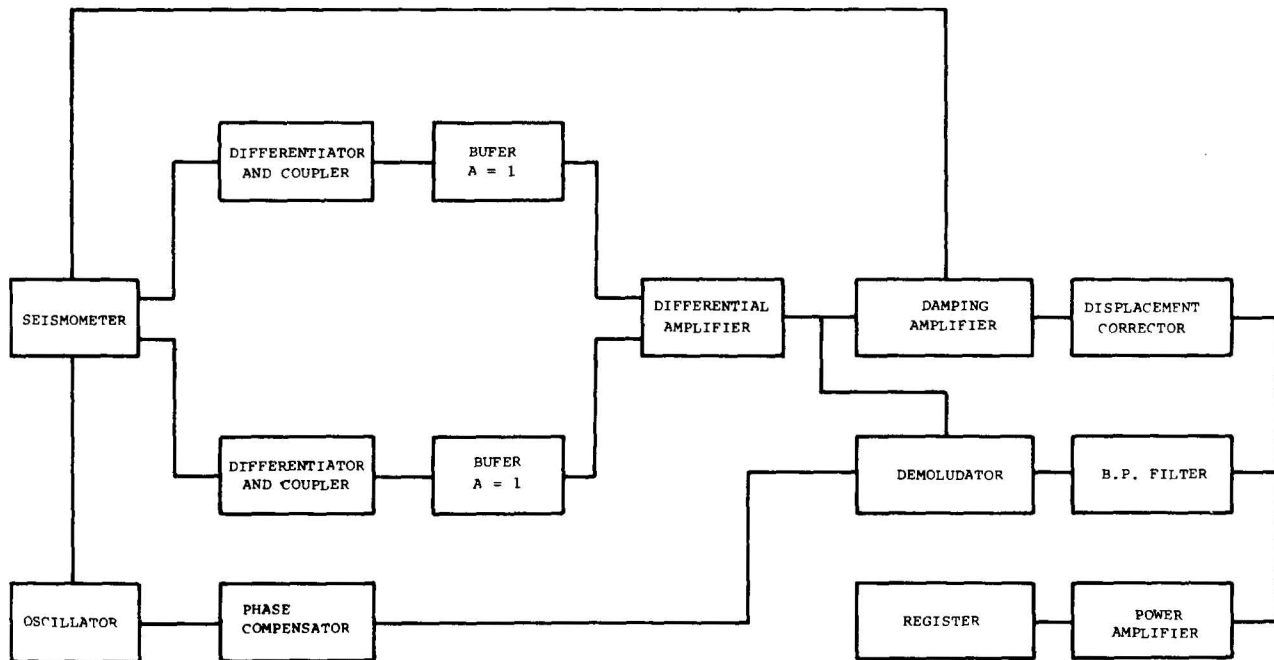 DIFFERENTIATOR
AND COUPLER
BUFER
A = 1
SEISMOMETER
DIFFERENTIAL
AMPLIFIER
DAMPING
AMPLIFIER
DISPLACEMENT
CORRECTOR
DIFFERENTIATOR
AND COUPLER
BUFER
A = 1
DEMOLUDATOR
B.P. FILTER
OSCILLATOR
PHASE
COMPENSATOR
REGISTER
POWER
AMPLIFIER